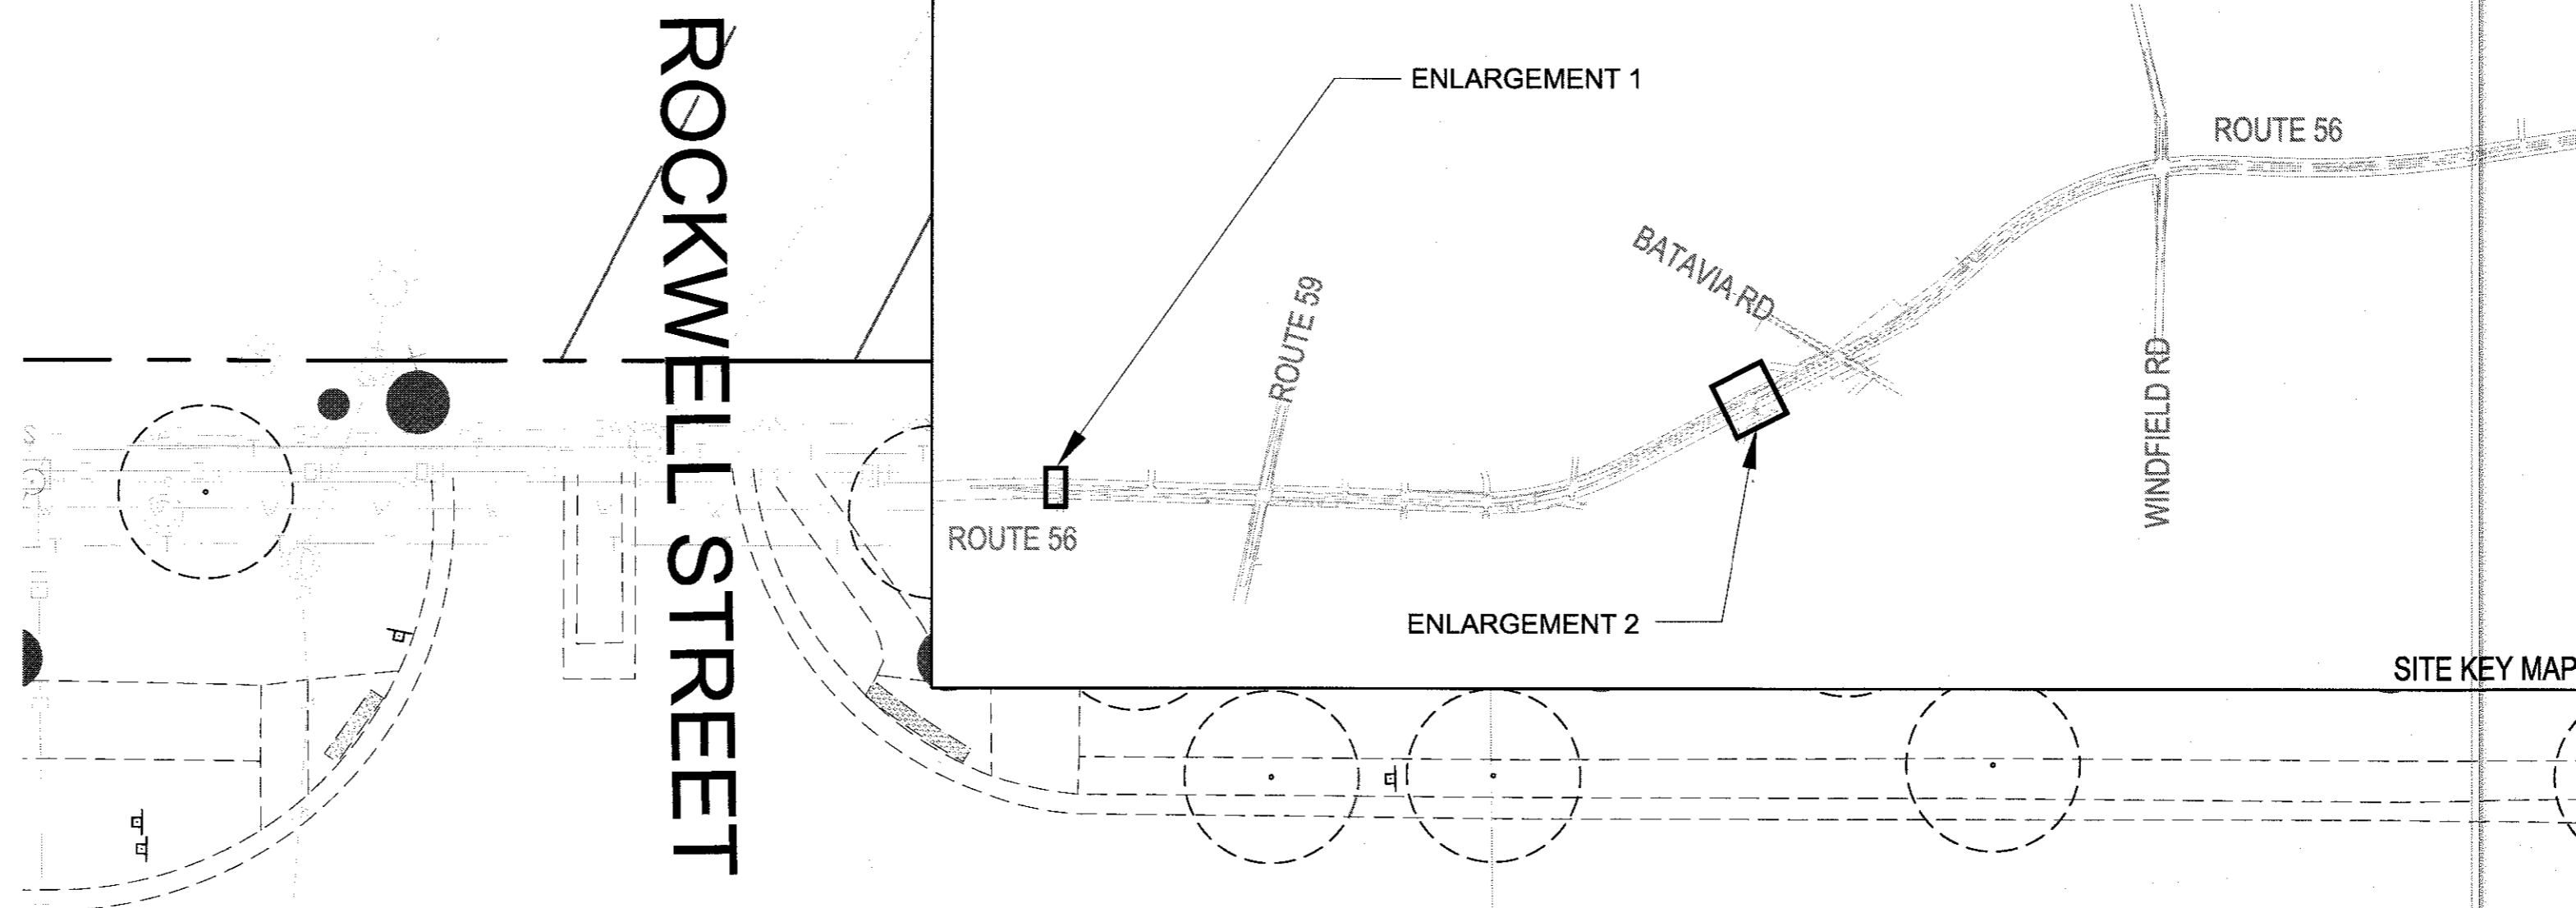 ROCKWELL STREET
ENLARGEMENT 1
ROUTE 56
BATAVIA RD
ROUTE 59
WINDFIELD RD
ROUTE 56
ENLARGEMENT 2
SITE KEY MAP